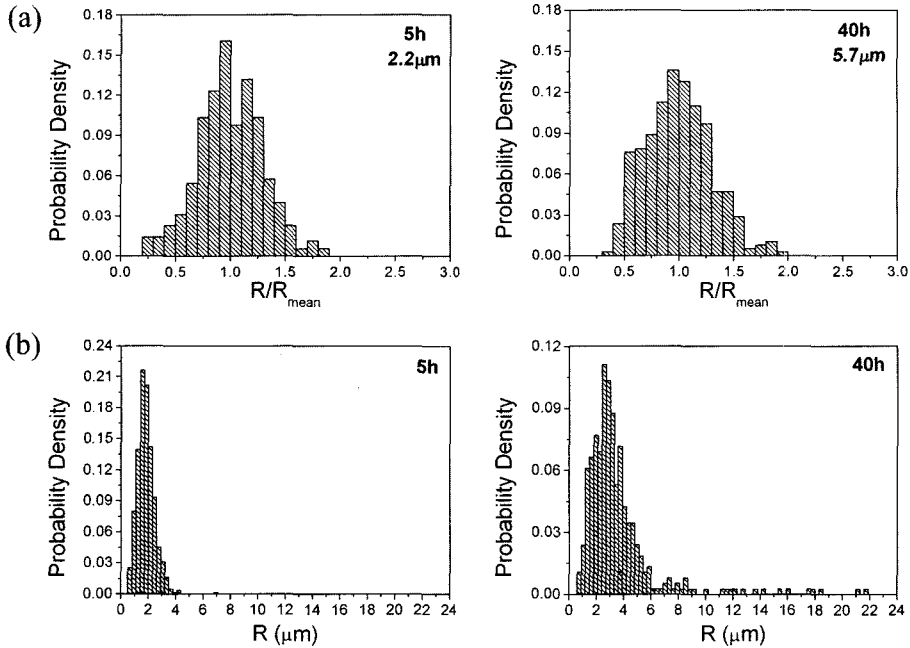 (a)
5h
2.2μm
Probability Density
0.18
0.15
0.12
0.09
0.06
0.03
0.00
0.0 0.5 1.0 1.5 2.0 2.5 3.0
R/Rmean
40h
5.7μm
Probability Density
0.18
0.15
0.12
0.09
0.06
0.03
0.00
0.0 0.5 1.0 1.5 2.0 2.5 3.0
R/Rmean
(b)
5h
Probability Density
0.24
0.21
0.18
0.15
0.12
0.09
0.06
0.03
0.00
0 2 4 6 8 10 12 14 16 18 20 22 24
R (μm)
40h
Probability Density
0.12
0.09
0.06
0.03
0.00
0 2 4 6 8 10 12 14 16 18 20 22 24
R (μm)